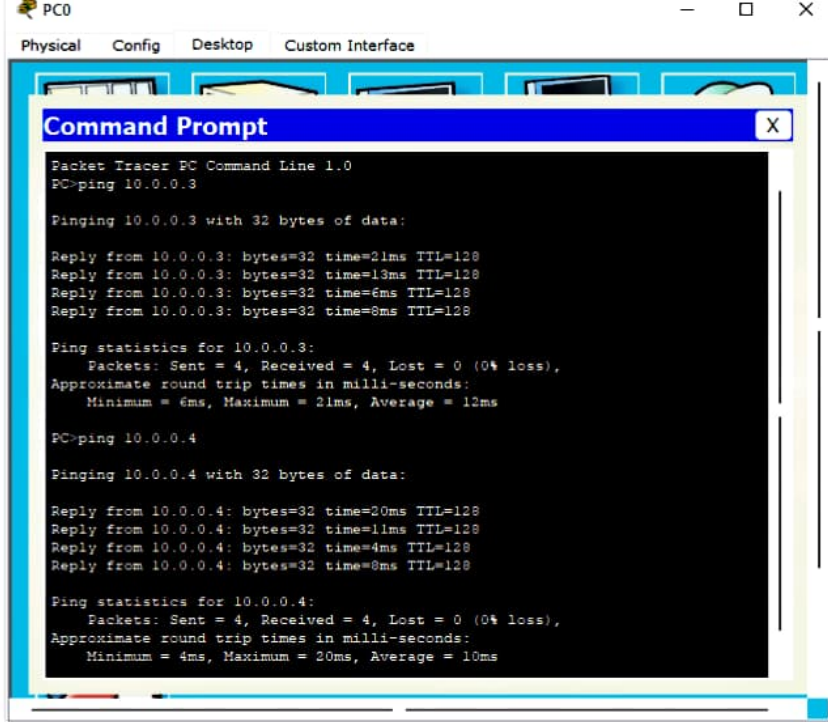 PC0
Physical Config Desktop Custom Interface
Command Prompt
X
Packet Tracer PC Command Line 1.0
PC>ping 10.0.0.3
Pinging 10.0.0.3 with 32 bytes of data:
Reply from 10.0.0.3: bytes=32 time=21ms TTL=128
Reply from 10.0.0.3: bytes=32 time=13ms TTL=128
Reply from 10.0.0.3: bytes=32 time=6ms TTL=128
Reply from 10.0.0.3: bytes=32 time=8ms TTL=128
Ping statistics for 10.0.0.3:
Packets: Sent = 4, Received = 4, Lost = 0 (0% loss),
Approximate round trip times in milli-seconds:
Minimum = 6ms, Maximum = 21ms, Average = 12ms
PC>ping 10.0.0.4
Pinging 10.0.0.4 with 32 bytes of data:
Reply from 10.0.0.4: bytes=32 time=20ms TTL=128
Reply from 10.0.0.4: bytes=32 time=11ms TTL=128
Reply from 10.0.0.4: bytes=32 time=4ms TTL=128
Reply from 10.0.0.4: bytes=32 time=8ms TTL=128
Ping statistics for 10.0.0.4:
Packets: Sent = 4, Received = 4, Lost = 0 (0% loss),
Approximate round trip times in milli-seconds:
Minimum = 4ms, Maximum = 20ms, Average = 10ms